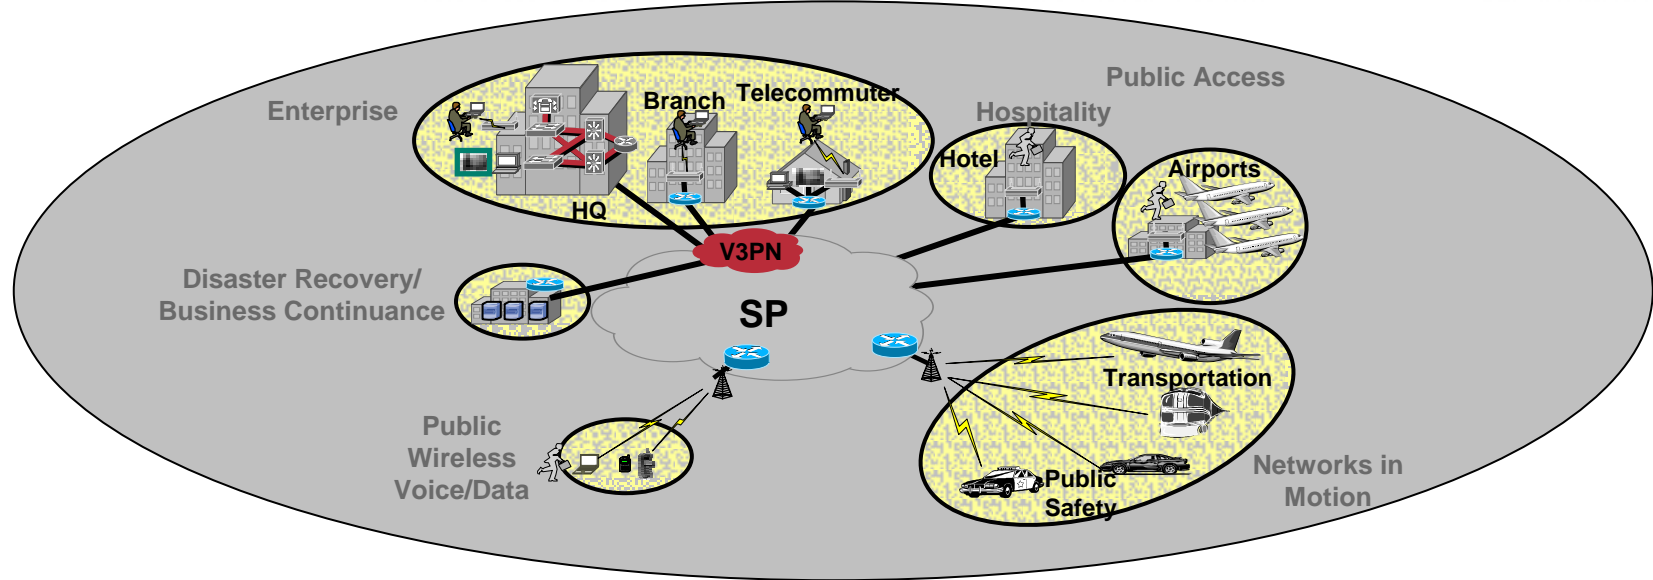 Public Access
Enterprise
Branch
Telecommuter
Hospitality
Hotel
Airports
HQ
V3PN
Disaster Recovery/
Business Continuance
SP
Transportation
Public
Wireless
Voice/Data
Public
Safety
Networks in
Motion